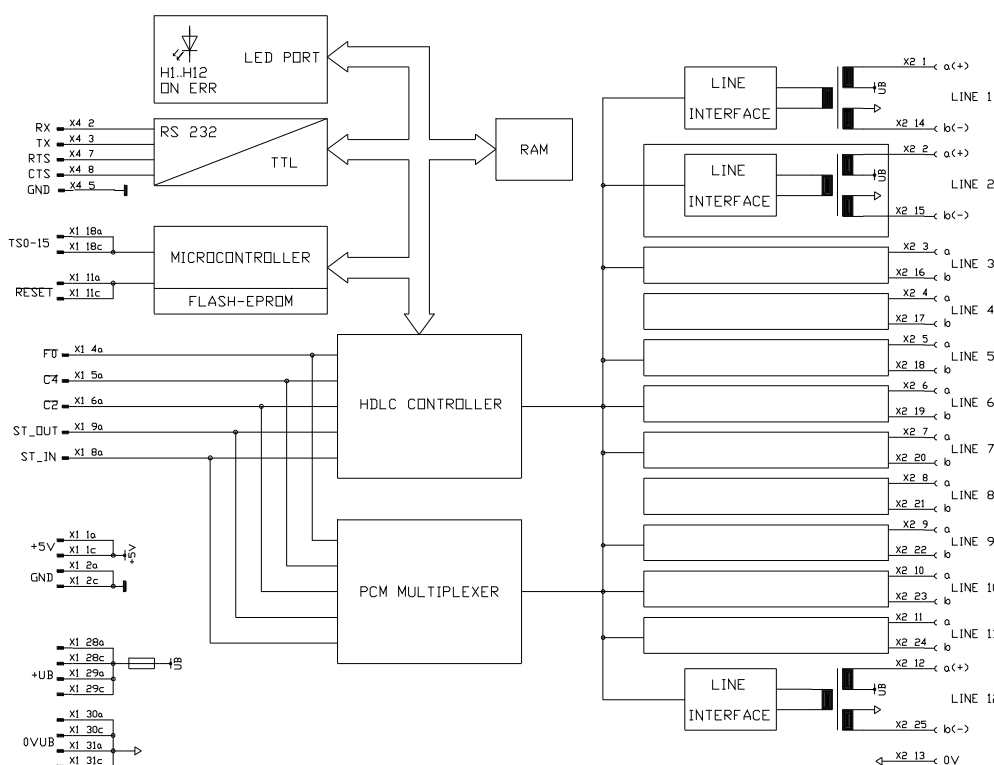 LED PORT
H1..H12
ON ERR
RX X4 2
TX X4 3
RTS X4 7
CTS X4 8
GND X4 5
RS 232
TTL
RAM
TS0-15
X1 18a
X1 18c
RESET
X1 11a
X1 11c
MICROCONTROLLER
FLASH-EPROM
F0 X1 4a
C4 X1 5a
C2 X1 6a
ST_OUT X1 9a
ST_IN X1 8a
HDLC CONTROLLER
PCM MULTIPLEXER
+5V
X1 1a
X1 1c
+5V
GND
X1 2a
X1 2c
+UB
X1 28a
X1 28c
X1 29a
X1 29c
UB
0VUB
X1 30a
X1 30c
X1 31a
X1 31c
LINE
INTERFACE
X2 1 a(+)
UB
LINE 1
X2 14 b(-)
LINE
INTERFACE
X2 2 a(+)
UB
LINE 2
X2 15 b(-)
X2 3 a
LINE 3
X2 16 b
X2 4 a
LINE 4
X2 17 b
X2 5 a
LINE 5
X2 18 b
X2 6 a
LINE 6
X2 19 b
X2 7 a
LINE 7
X2 20 b
X2 8 a
LINE 8
X2 21 b
X2 9 a
LINE 9
X2 22 b
X2 10 a
LINE 10
X2 23 b
X2 11 a
LINE 11
X2 24 b
LINE
INTERFACE
X2 12 a(+)
UB
LINE 12
X2 25 b(-)
X2 13 0V